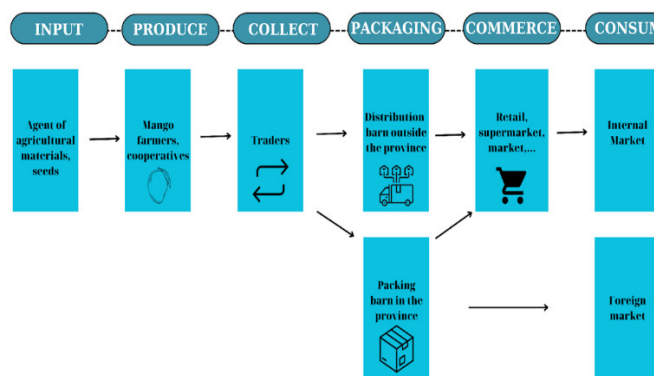 INPUT
PRODUCE
COLLECT
PACKAGING
COMMERCE
CONSUM
Agent of
agricultural
materials,
seeds
Mango
farmers,
cooperatives
Traders
Distribution
barn outside
the province
Retail,
supermarket,
market,...
Internal
Market
Packing
barn in the
province
Foreign
market